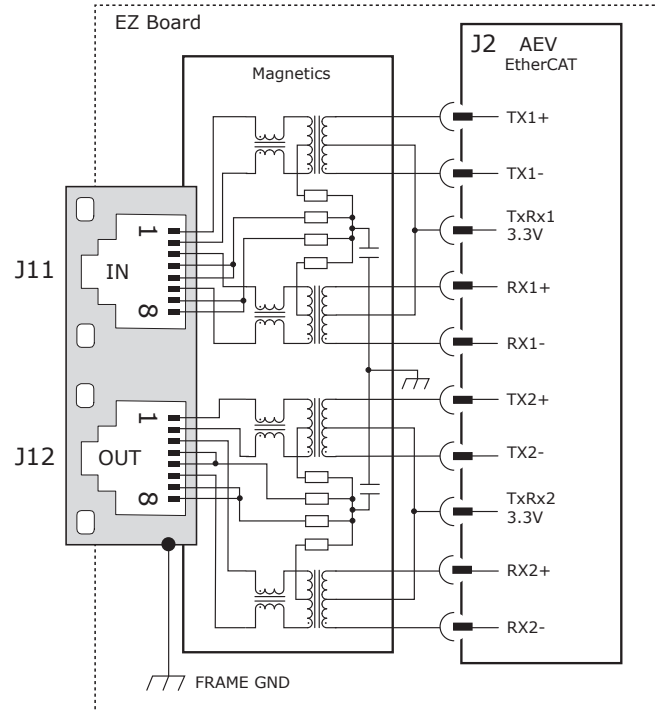 EZ Board
J2 AEV
EtherCAT
Magnetics
TX1+
TX1-
TxRx1
3.3V
RX1+
RX1-
J11
1
IN
8
TX2+
TX2-
TxRx2
3.3V
RX2+
RX2-
J12
1
OUT
8
FRAME GND